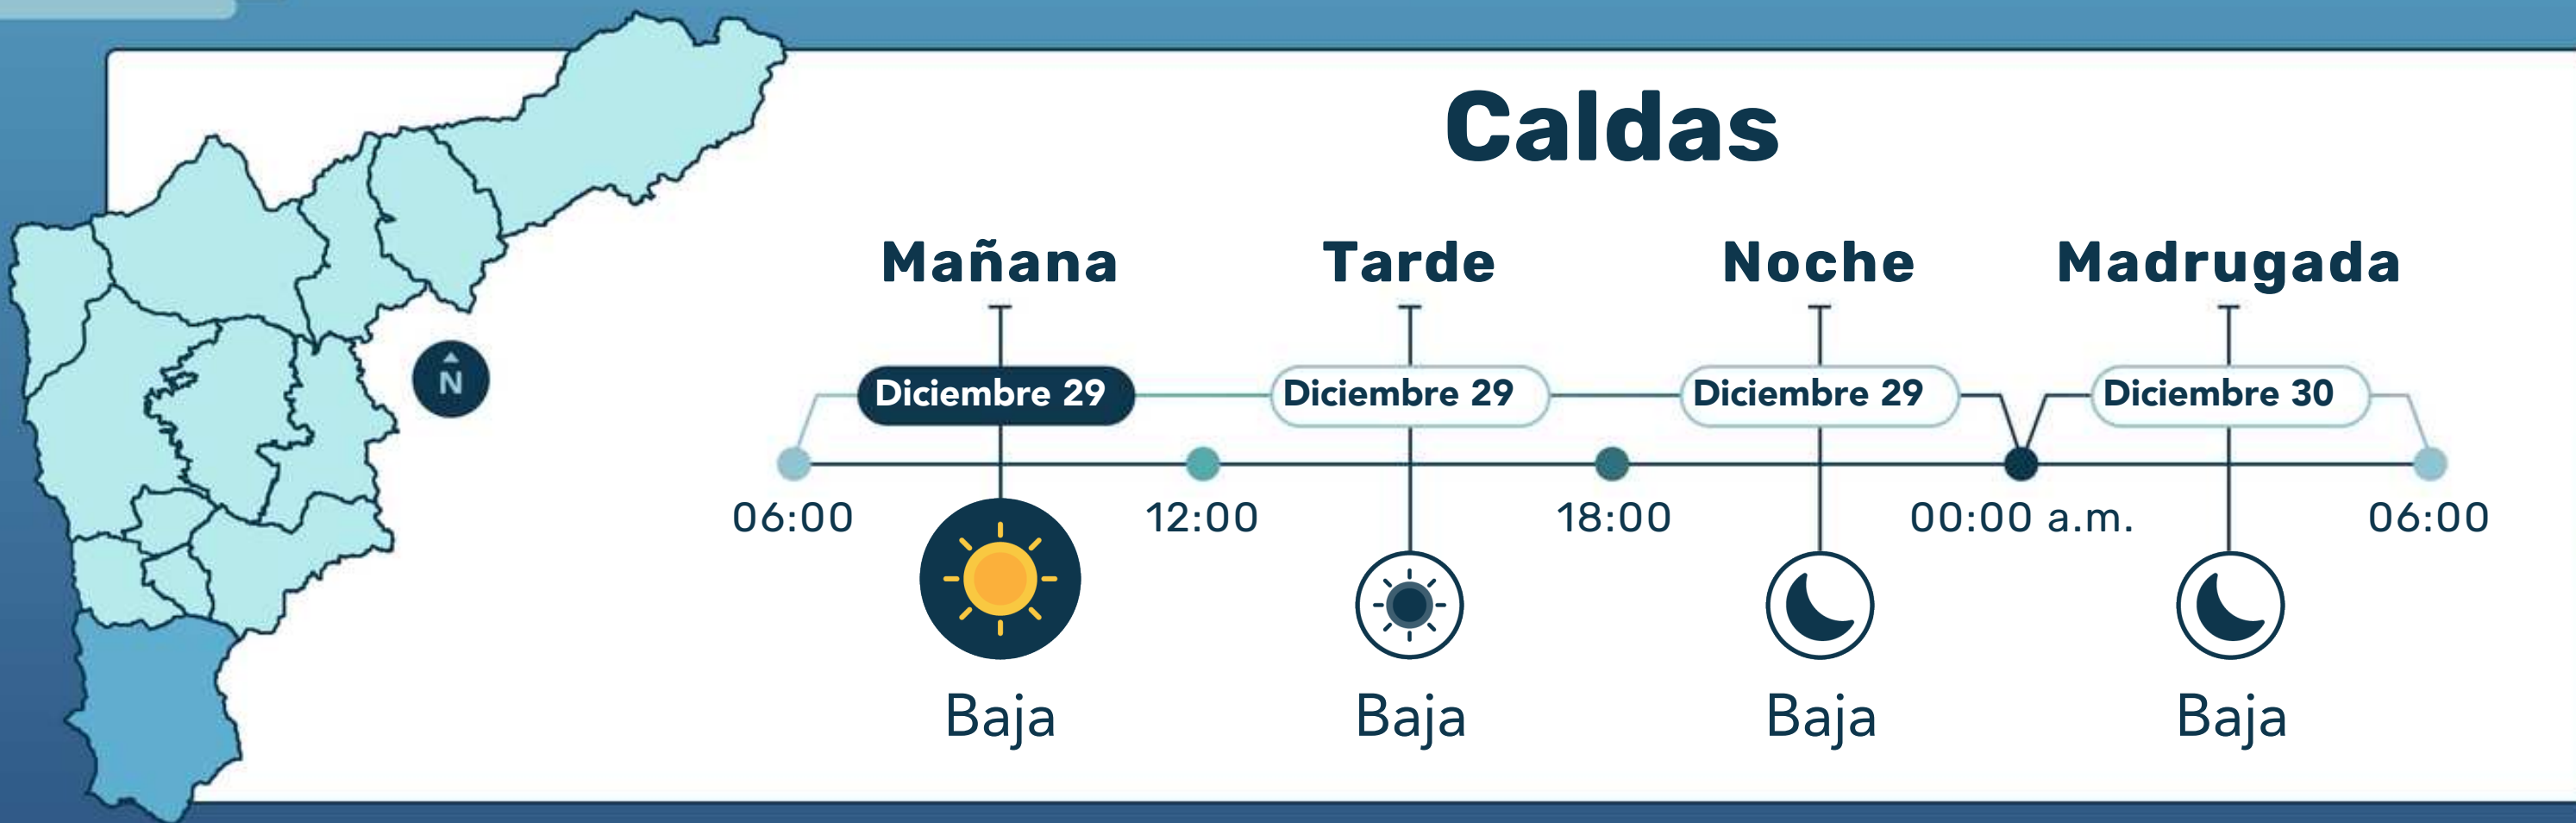 Caldas
Mañana Tarde Noche Madrugada
N
Diciembre 29 Diciembre 29 Diciembre 29 Diciembre 30
06:00 12:00 18:00 00:00 a.m. 06:00
Baja Baja Baja Baja